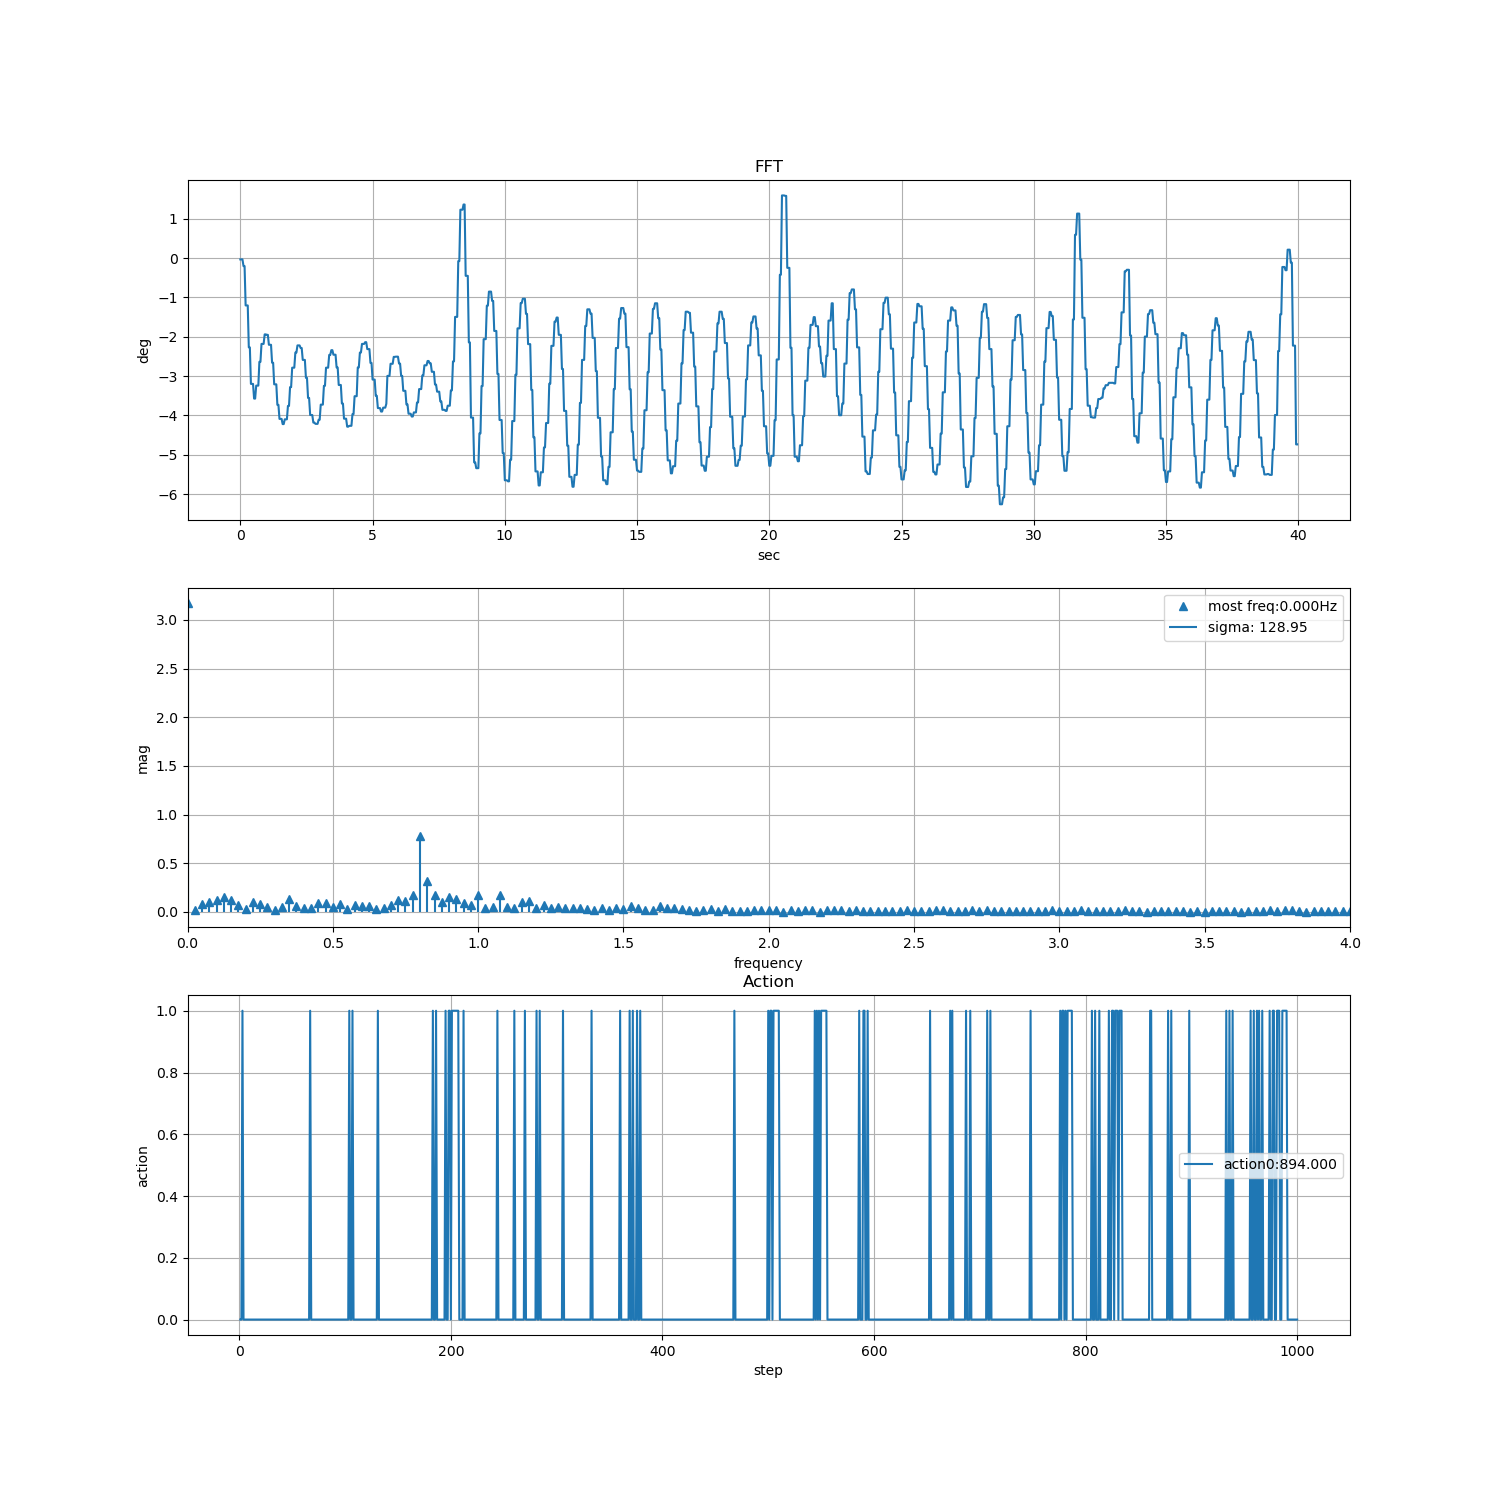 FFT
1
0
−1
−2
−3
−4
−5
−6
deg
0 5 10 15 20 25 30 35 40
sec
most freq:0.000Hz
sigma: 128.95
3.0
2.5
2.0
1.5
1.0
0.5
0.0
mag
0.0 0.5 1.0 1.5 2.0 2.5 3.0 3.5 4.0
frequency
Action
1.0
0.8
0.6
0.4
0.2
0.0
action
action0:894.000
0 200 400 600 800 1000
step